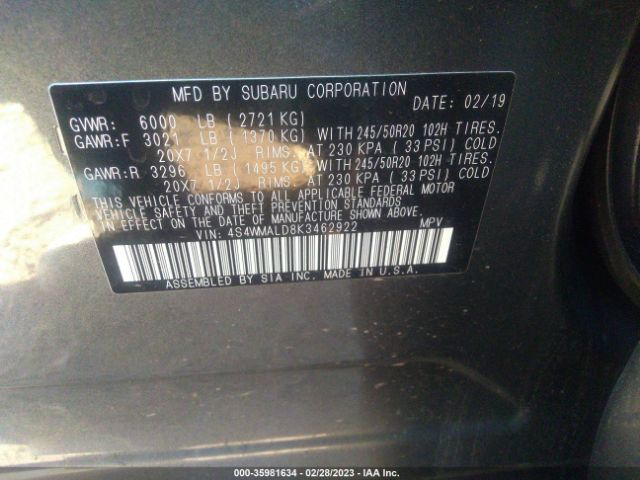 MFD BY SUBARU CORPORATION
DATE: 02/19
GVWR: 6000 LB ( 2721 KG)
GAWR:F 3021 LB ( 1370 KG) WITH 245/50R20 102H TIRES.
20X7 1/2J RIMS. AT 230 KPA ( 33 PSI) COLD
GAWR:R 3296 LB ( 1495 KG) WITH 245/50R20 102H TIRES.
20X7 1/2J RIMS. AT 230 KPA ( 33 PSI) COLD
THIS VEHICLE CONFORMS TO ALL APPLICABLE FEDERAL MOTOR
VEHICLE SAFETY AND THEFT PREVENTION STANDARDS
IN EFFECT ON THE DATE OF MANUFACTURE SHOWN ABOVE.
VIN: 4S4WMALD8K3462922 MPV
ASSEMBLED BY SIA INC. MADE IN U.S.A.
000-35981634 - 02/28/2023 - IAA Inc.